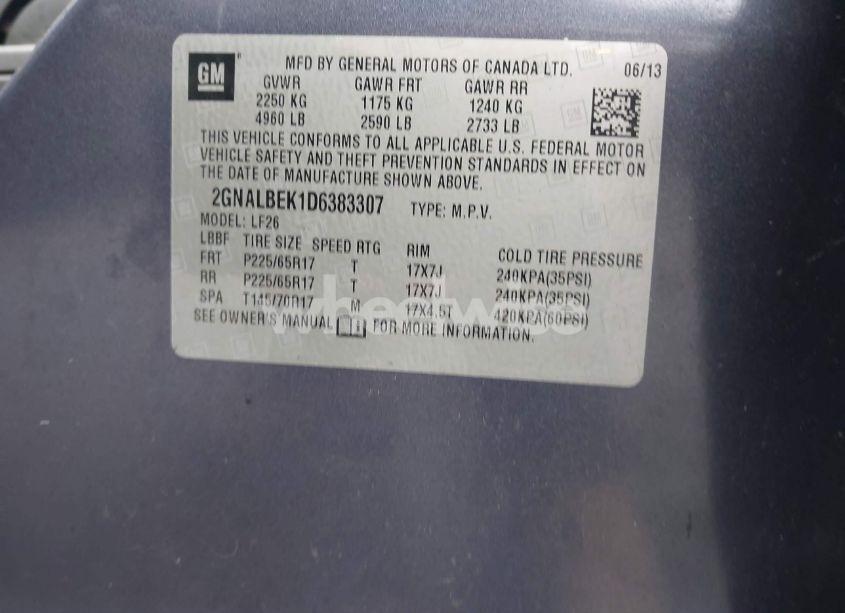 GM
MFD BY GENERAL MOTORS OF CANADA LTD. 06/13
GVWR GAWR FRT GAWR RR
2250 KG 1175 KG 1240 KG
4960 LB 2590 LB 2733 LB
THIS VEHICLE CONFORMS TO ALL APPLICABLE U.S. FEDERAL MOTOR
VEHICLE SAFETY AND THEFT PREVENTION STANDARDS IN EFFECT ON
THE DATE OF MANUFACTURE SHOWN ABOVE.
2GNALBEK1D6383307 TYPE: M.P.V.
MODEL: LF26
LBBF TIRE SIZE SPEED RTG RIM COLD TIRE PRESSURE
FRT P225/65R17 T 17X7J 240KPA(35PSI)
RR P225/65R17 T 17X7J 240KPA(35PSI)
SPA T145/70R17 M 17X4.5T 420KPA(60PSI)
SEE OWNER'S MANUAL FOR MORE INFORMATION.